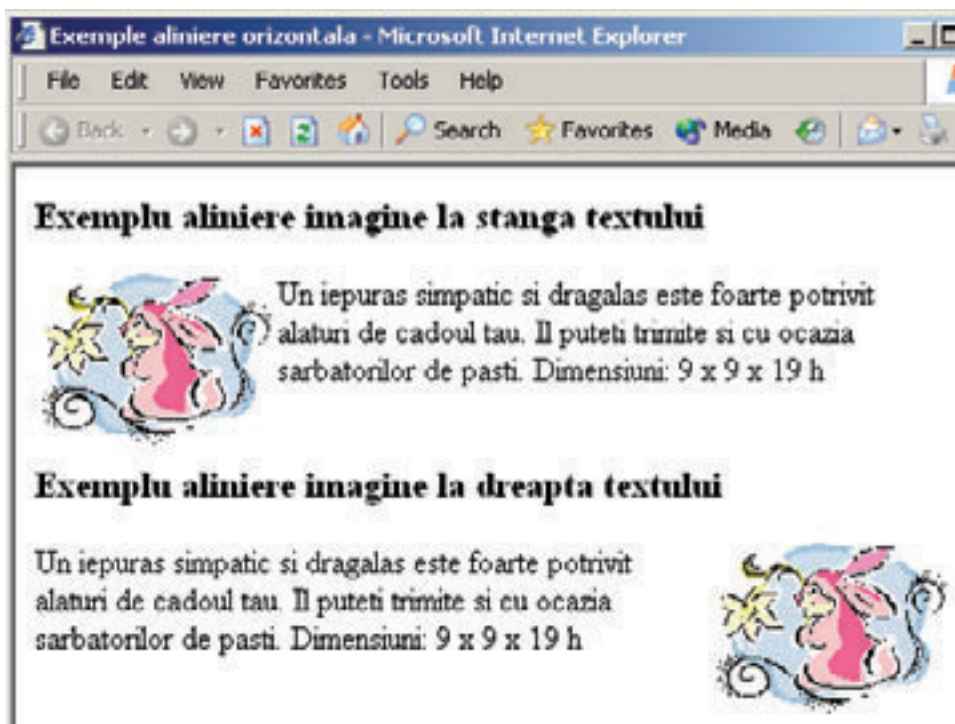 Exemple aliniere orizontala - Microsoft Internet Explorer
File Edit View Favorites Tools Help
Back Search Favorites Media
Exemplu aliniere imagine la stanga textului
Un iepuras simpatic si dragalas este foarte potrivit
alaturi de cadoul tau. Il puteti trimite si cu ocazia
sarbatorilor de pasti. Dimensiuni: 9 x 9 x 19 h
Exemplu aliniere imagine la dreapta textului
Un iepuras simpatic si dragalas este foarte potrivit
alaturi de cadoul tau. Il puteti trimite si cu ocazia
sarbatorilor de pasti. Dimensiuni: 9 x 9 x 19 h